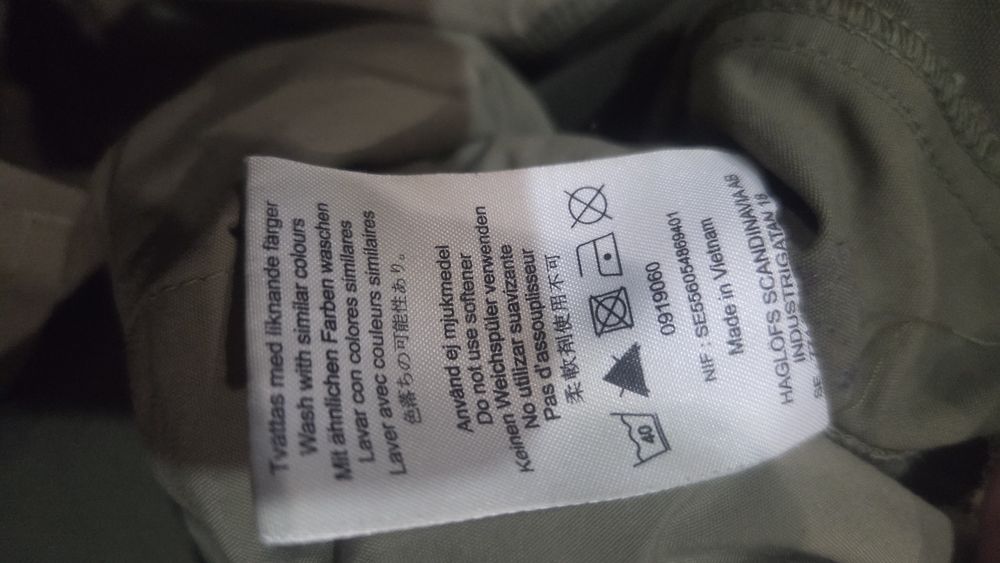 Tvättas med liknande färger
Wash with similar colours
Mit ähnlichen Farben waschen
Lavar con colores similares
Laver avec couleurs similaires
色落ちの可能性あり。
Använd ej mjukmedel
Do not use softener
Keinen Weichspüler verwenden
No utilizar suavizante
Pas d'assouplisseur
柔軟剤使用不可
40
0919060
NIF : SE556054869401
Made in Vietnam
HAGLOFS SCANDINAVIA AB
INDUSTRIGATAN 18